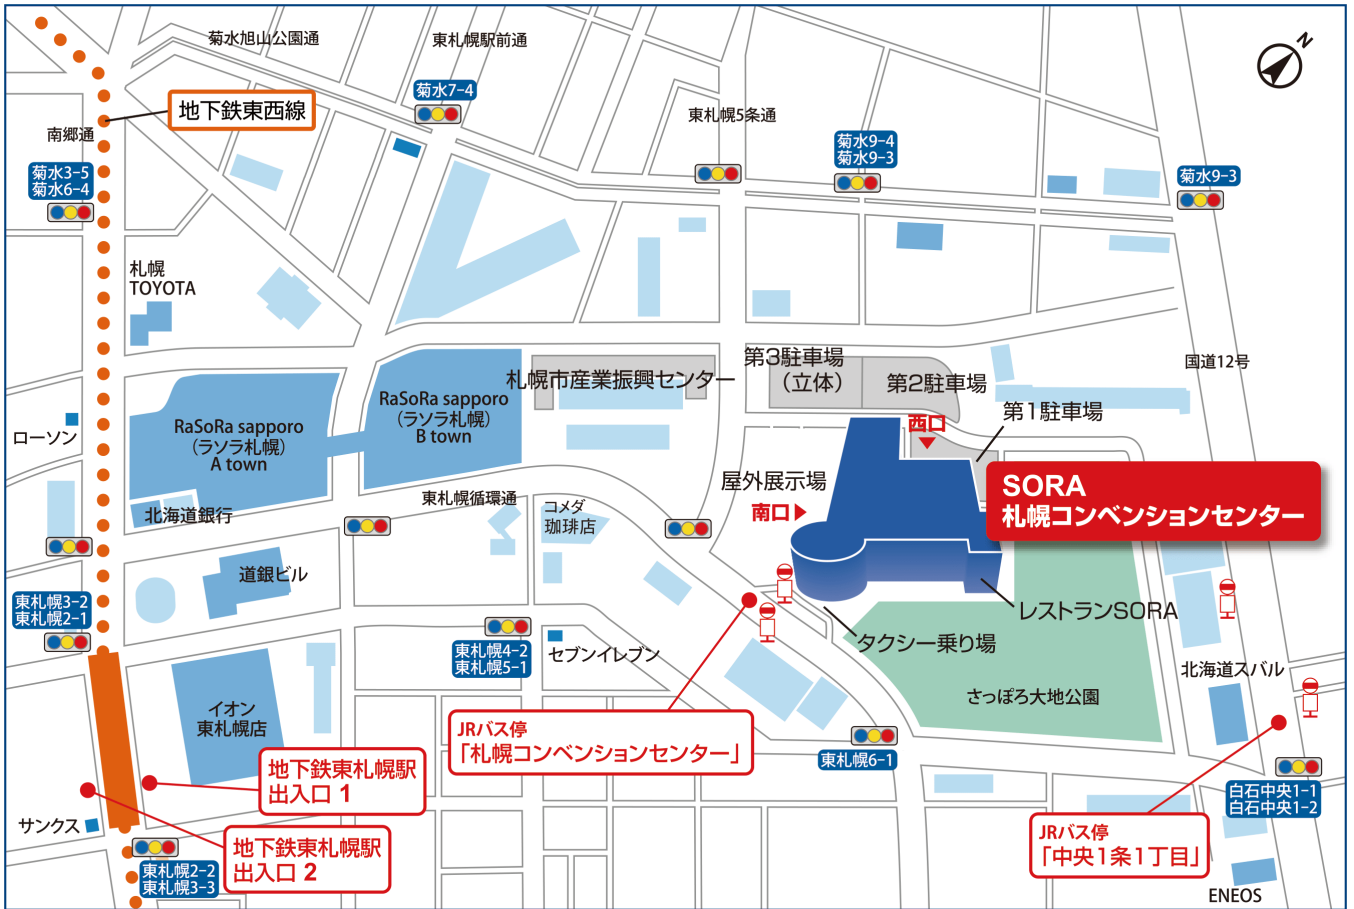 菊水旭山公園通
東札幌駅前通
N
菊水7-4
地下鉄東西線
東札幌5条通
南郷通
菊水9-4
菊水9-3
菊水3-5
菊水6-4
菊水9-3
札幌
TOYOTA
第3駐車場
（立体）
国道12号
札幌市産業振興センター
第2駐車場
RaSoRa sapporo
（ラソラ札幌）
B town
第1駐車場
RaSoRa sapporo
（ラソラ札幌）
A town
西口
ローソン
屋外展示場
SORA
札幌コンベンションセンター
東札幌循環通
南口
コメダ
珈琲店
北海道銀行
道銀ビル
東札幌3-2
東札幌2-1
レストランSORA
タクシー乗り場
東札幌4-2
東札幌5-1
セブンイレブン
北海道スバル
さっぽろ大地公園
イオン
東札幌店
JRバス停
「札幌コンベンションセンター」
東札幌6-1
地下鉄東札幌駅
出入口 1
白石中央1-1
白石中央1-2
サンクス
地下鉄東札幌駅
出入口 2
JRバス停
「中央1条1丁目」
東札幌2-2
東札幌3-3
ENEOS